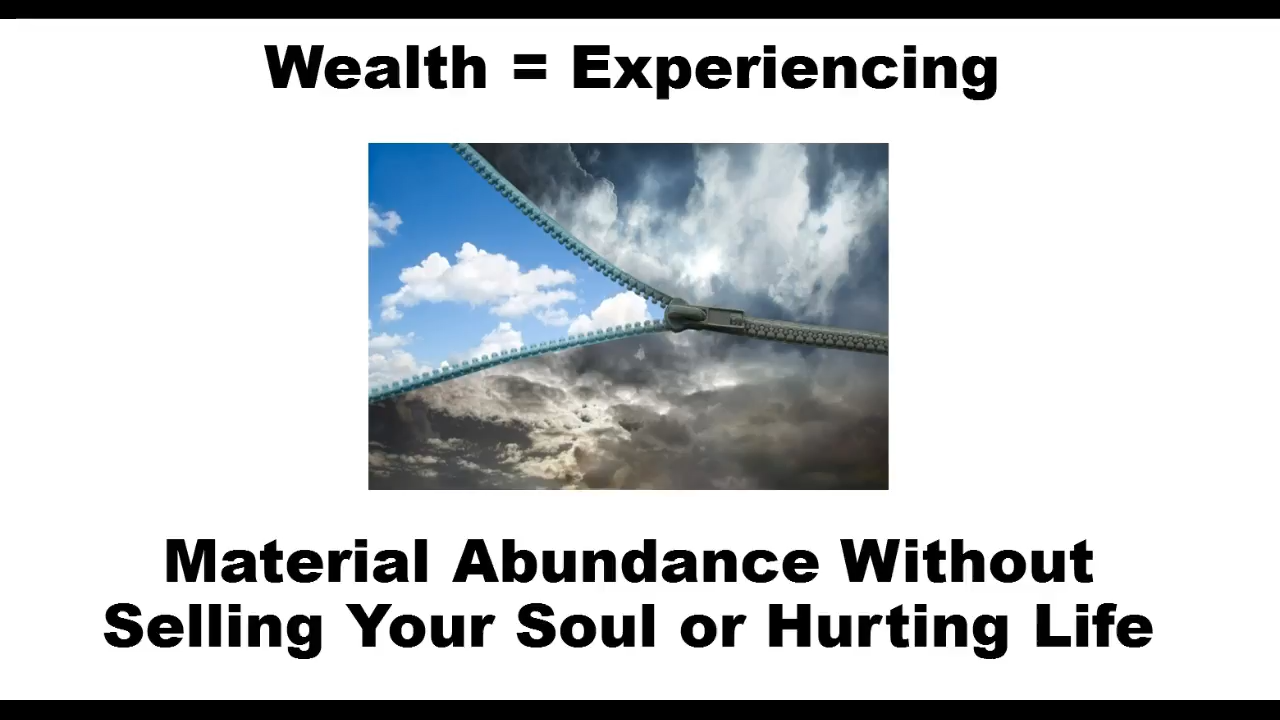 Wealth = Experiencing
Material Abundance Without
Selling Your Soul or Hurting Life